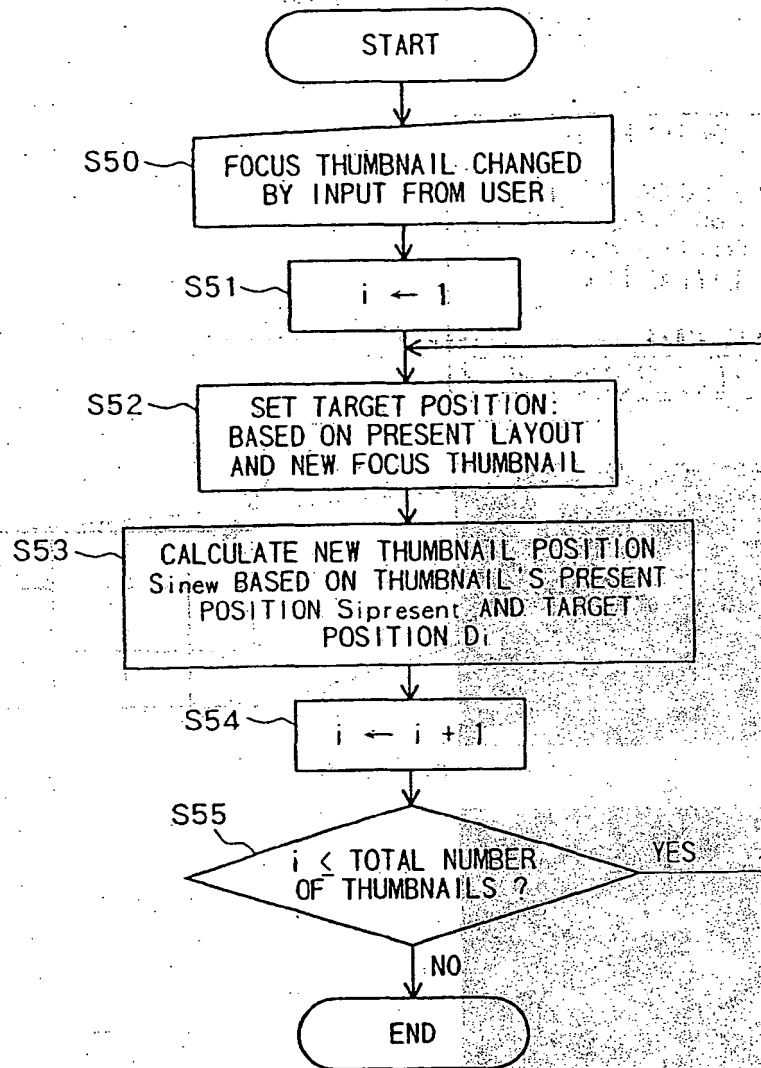 START
S50
FOCUS THUMBNAIL CHANGED
BY INPUT FROM USER
S51
i ← 1
S52
SET TARGET POSITION:
BASED ON PRESENT LAYOUT
AND NEW FOCUS THUMBNAIL
S53
CALCULATE NEW THUMBNAIL POSITION
Sinew BASED ON THUMBNAIL'S PRESENT
POSITION Sipresent AND TARGET
POSITION Di
S54
i ← i + 1
S55
i ≤ TOTAL NUMBER
OF THUMBNAILS ?
YES
NO
END